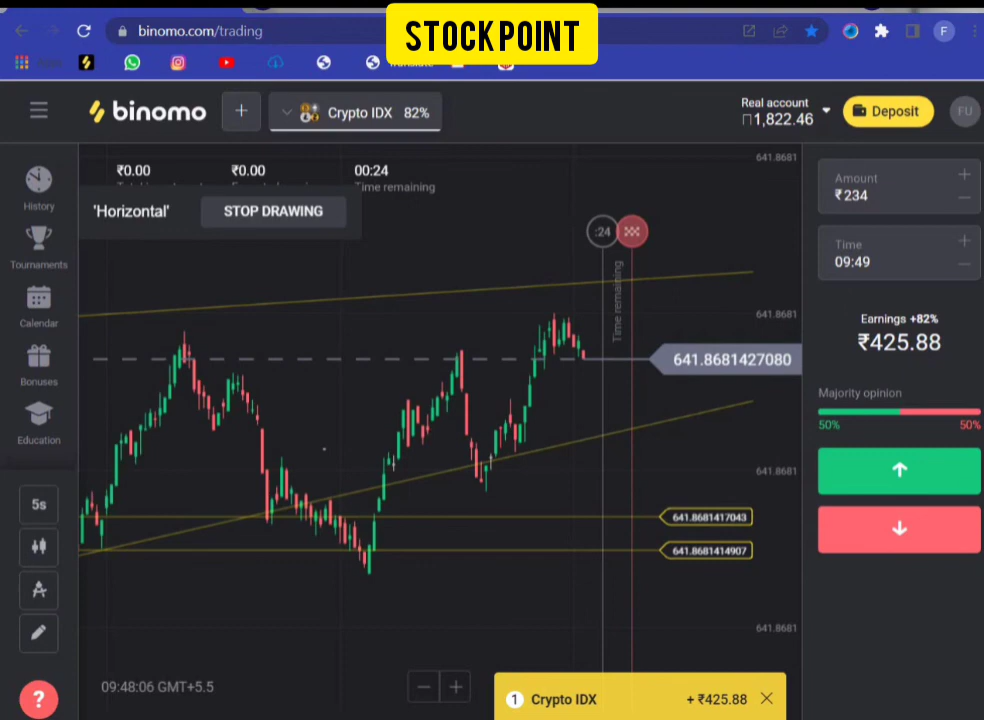 STOCK POINT
binomo.com/trading
F
binomo
+
Crypto IDX 82%
Real account
1,822.46
Deposit
FU
₹0.00 ₹0.00 00:24
Time remaining
'Horizontal' STOP DRAWING
History
Tournaments
Calendar
Bonuses
Education
5s
?
641.8681
:24
Time remaining
641.8681
641.8681427080
641.8681
641.8681417043
641.8681414907
641.8681
09:48:06 GMT+5.5
− +
1 Crypto IDX + ₹425.88 ×
Amount +
₹234 −
Time +
09:49 −
Earnings +82%
₹425.88
Majority opinion
50% 50%